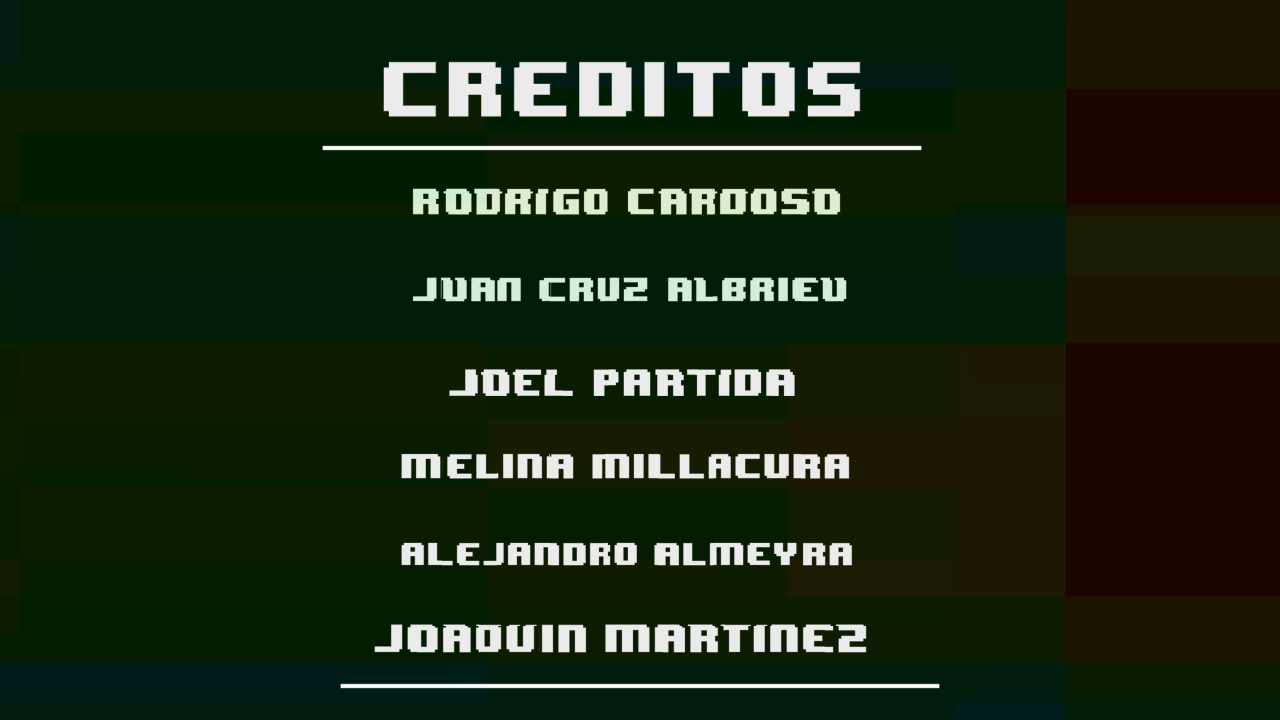 CREDITOS
RODRIGO CARDOSO
JUAN CRUZ ALBRIEU
JOEL PARTIDA
MELINA MILLACURA
ALEJANDRO ALMEYRA
JOAQUIN MARTINEZ